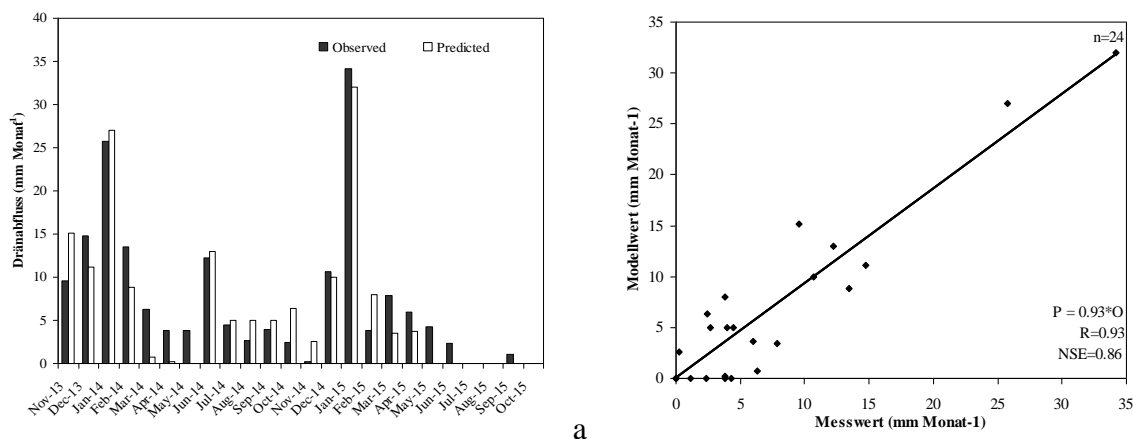 40
35
30
25
20
15
10
5
0
Dränabfluss (mm Monat¹)
Observed Predicted
Nov-13 Dec-13 Jan-14 Feb-14 Mar-14 Apr-14 May-14 Jun-14 Jul-14 Aug-14 Sep-14 Oct-14 Nov-14 Dec-14 Jan-15 Feb-15 Mar-15 Apr-15 May-15 Jun-15 Jul-15 Aug-15 Sep-15 Oct-15
a
35
30
25
20
15
10
5
0
Modellwert (mm Monat-1)
n=24
P = 0.93*O
R=0.93
NSE=0.86
0 5 10 15 20 25 30 35
Messwert (mm Monat-1)